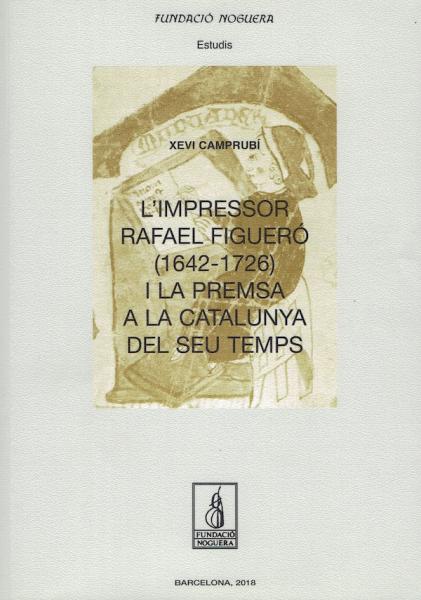 FUNDACIÓ NOGUERA
Estudis
XEVI CAMPRUBÍ
L'IMPRESSOR
RAFAEL FIGUERÓ
(1642-1726)
I LA PREMSA
A LA CATALUNYA
DEL SEU TEMPS
FUNDACIÓ
NOGUERA
BARCELONA, 2018